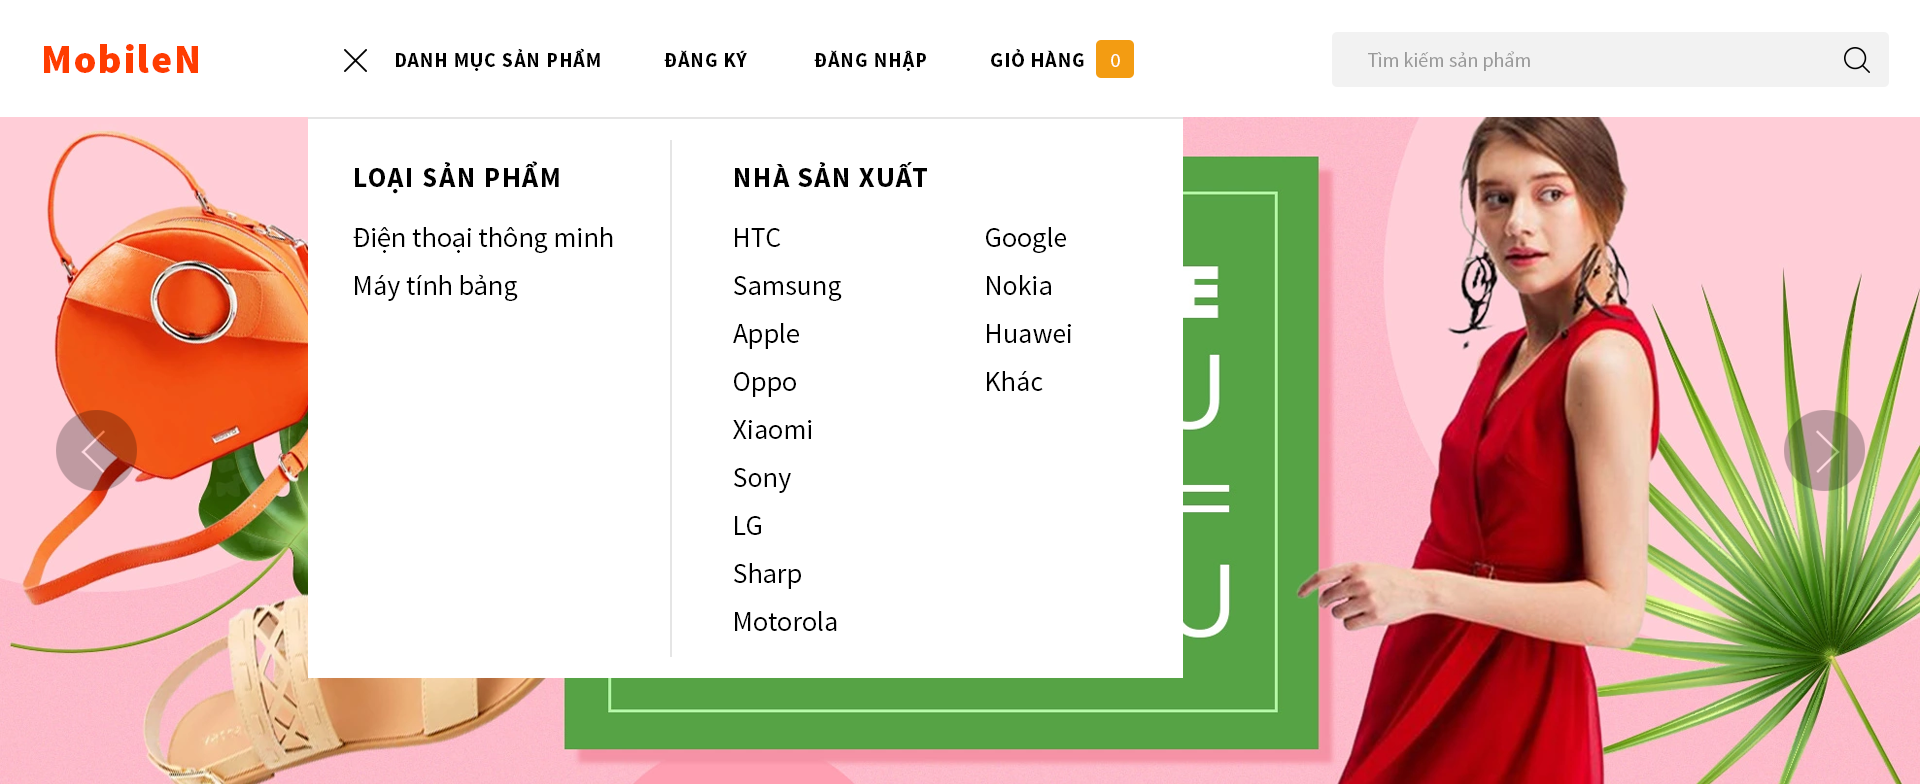 MobileN
DANH MỤC SẢN PHẨM
ĐĂNG KÝ
ĐĂNG NHẬP
GIỎ HÀNG 0
Tìm kiếm sản phẩm
LOẠI SẢN PHẨM
Điện thoại thông minh
Máy tính bảng
NHÀ SẢN XUẤT
HTC
Samsung
Apple
Oppo
Xiaomi
Sony
LG
Sharp
Motorola
Google
Nokia
Huawei
Khác
E
U
U